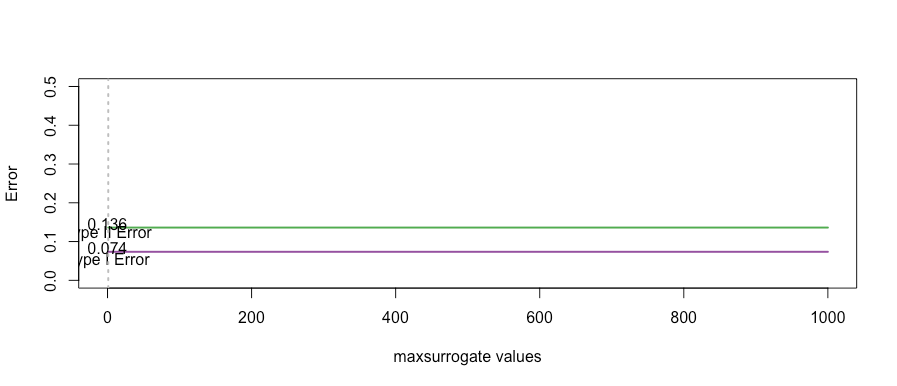 Error
0.5
0.4
0.3
0.2
0.1
0.0
0.136
ype II Error
0.074
ype I Error
0 200 400 600 800 1000
maxsurrogate values